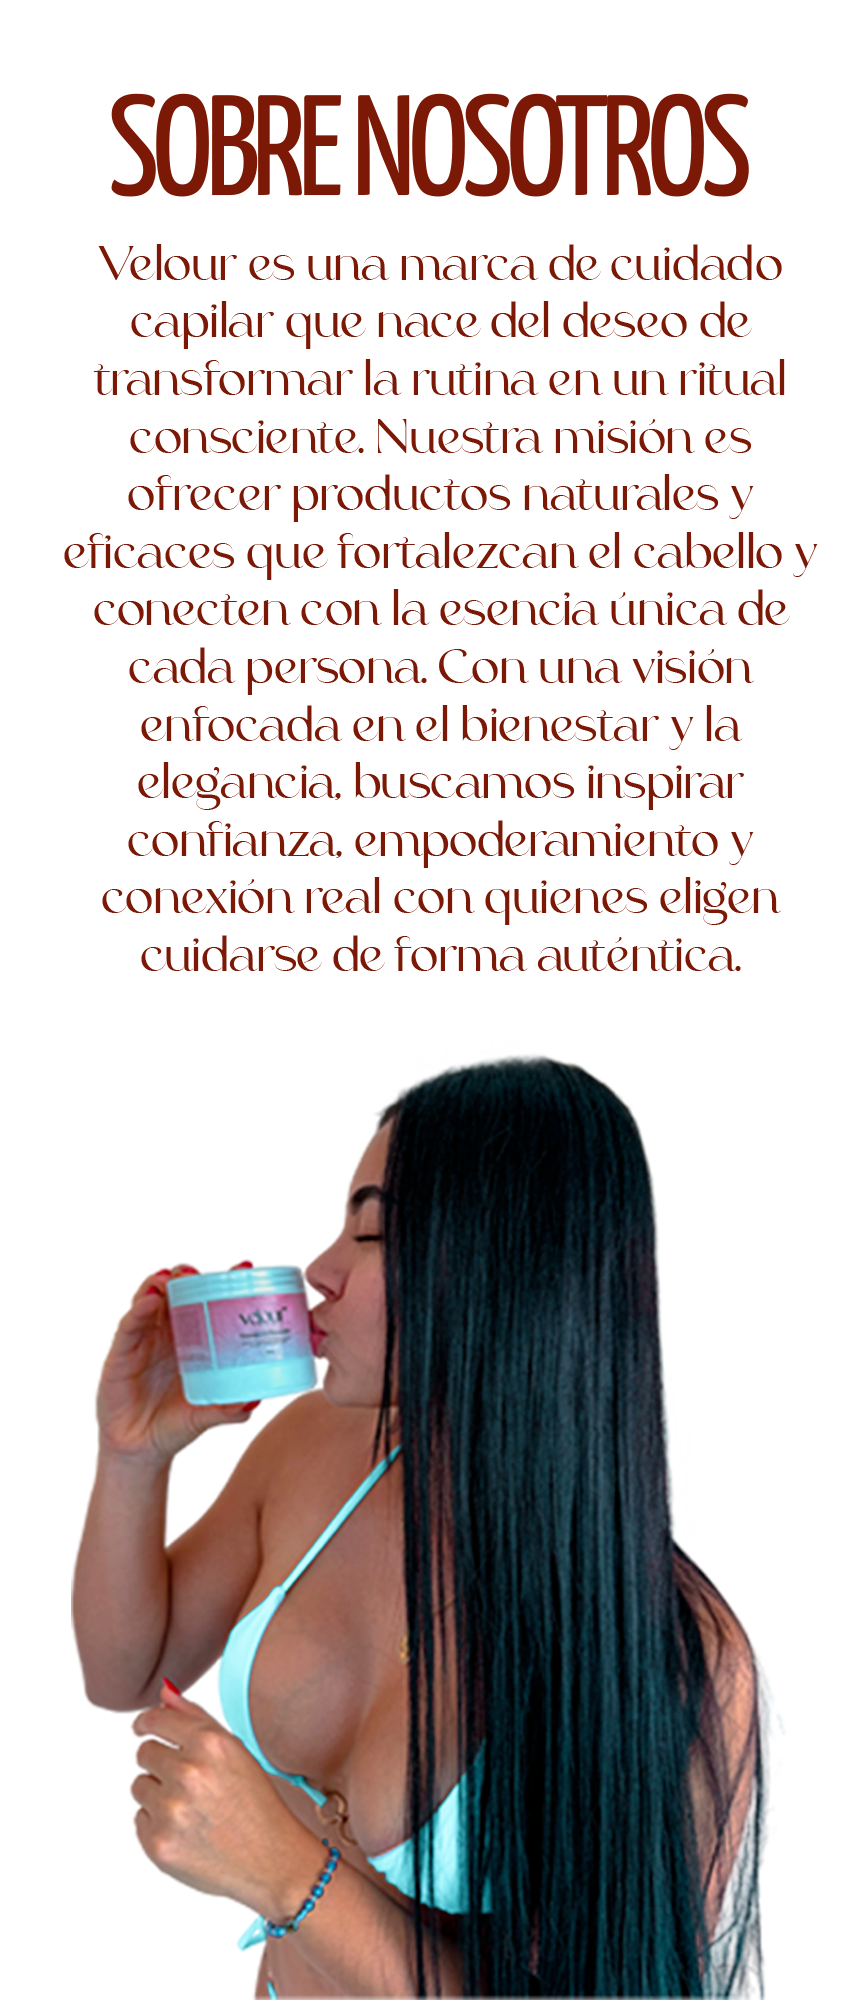 SOBRE NOSOTROS
Velour es una marca de cuidado
capilar que nace del deseo de
transformar la rutina en un ritual
consciente. Nuestra misión es
ofrecer productos naturales y
eficaces que fortalezcan el cabello y
conecten con la esencia única de
cada persona. Con una visión
enfocada en el bienestar y la
elegancia, buscamos inspirar
confianza, empoderamiento y
conexión real con quienes eligen
cuidarse de forma auténtica.
velour